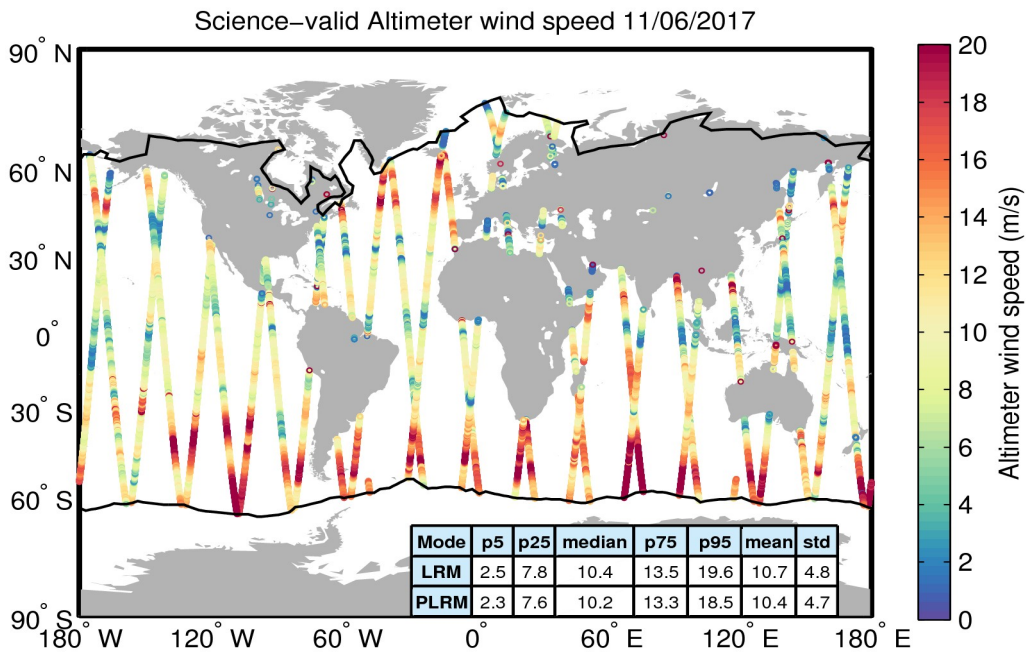 Science−valid Altimeter wind speed 11/06/2017
90° N
60° N
30° N
0°
30° S
60° S
90° S
180° W
120° W
60° W
0°
60° E
120° E
180° E
Mode p5 p25 median p75 p95 mean std
LRM 2.5 7.8 10.4 13.5 19.6 10.7 4.8
PLRM 2.3 7.6 10.2 13.3 18.5 10.4 4.7
20
18
16
14
12
10
8
6
4
2
0
Altimeter wind speed (m/s)